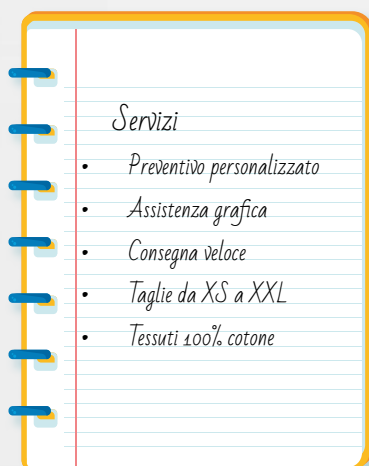 Servizi
• Preventivo personalizzato
• Assistenza grafica
• Consegna veloce
• Taglie da XS a XXL
• Tessuti 100% cotone